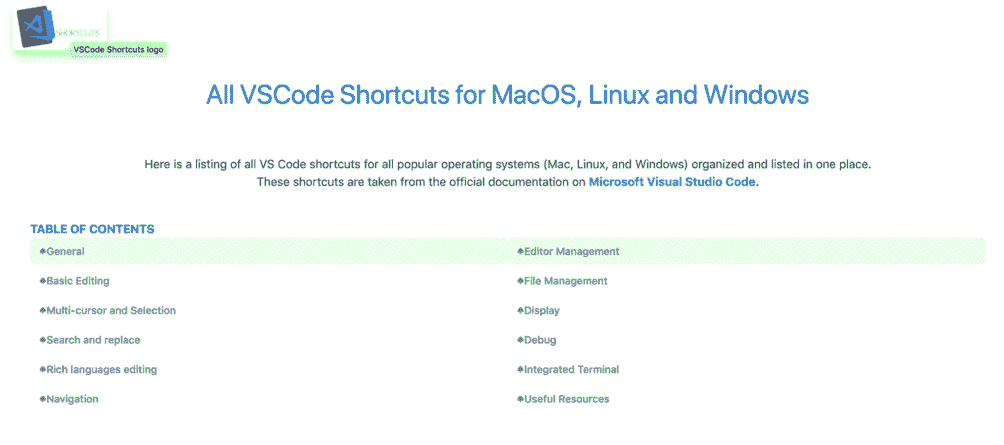 SHORTCUTS
VSCode Shortcuts logo
All VSCode Shortcuts for MacOS, Linux and Windows
Here is a listing of all VS Code shortcuts for all popular operating systems (Mac, Linux, and Windows) organized and listed in one place.
These shortcuts are taken from the official documentation on Microsoft Visual Studio Code.
TABLE OF CONTENTS
♠General
♠Editor Management
♠Basic Editing
♠File Management
♠Multi-cursor and Selection
♠Display
♠Search and replace
♠Debug
♠Rich languages editing
♠Integrated Terminal
♠Navigation
♠Useful Resources